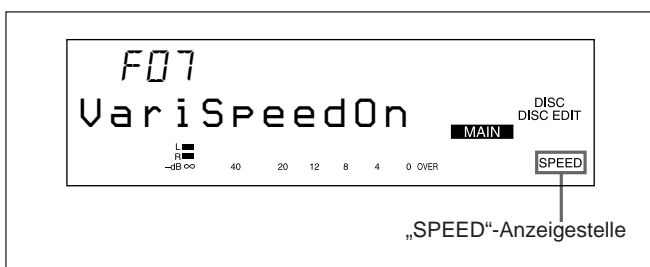 F07
VariSpeedOn
DISC
DISC EDIT
MAIN
L
R
–dB ∞ 40 20 12 8 4 0 OVER
SPEED
„SPEED“-Anzeigestelle